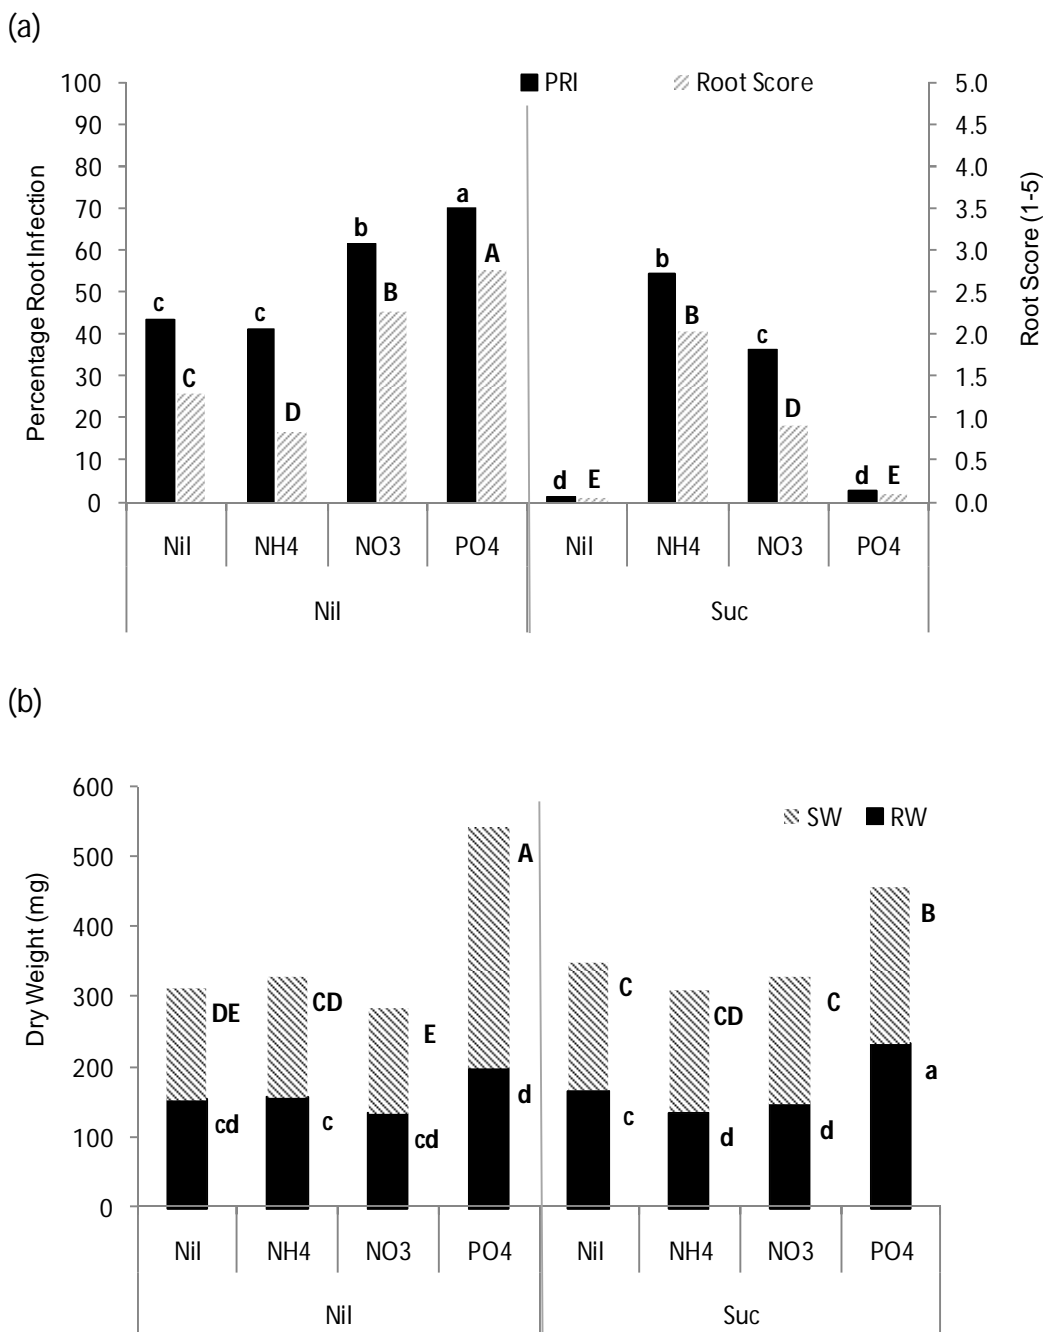 (a)
PRI Root Score
100 5.0
90 4.5
80 4.0
70 3.5
60 3.0
50 2.5
40 2.0
30 1.5
20 1.0
10 0.5
0 0.0
Percentage Root Infection
Root Score (1-5)
c C c D b B a A d E b B c D d E
Nil NH4 NO3 PO4 Nil NH4 NO3 PO4
Nil Suc
(b)
SW RW
600
500
400
300
200
100
0
Dry Weight (mg)
DE CD E A C CD C B
cd c cd d c d d a
Nil NH4 NO3 PO4 Nil NH4 NO3 PO4
Nil Suc